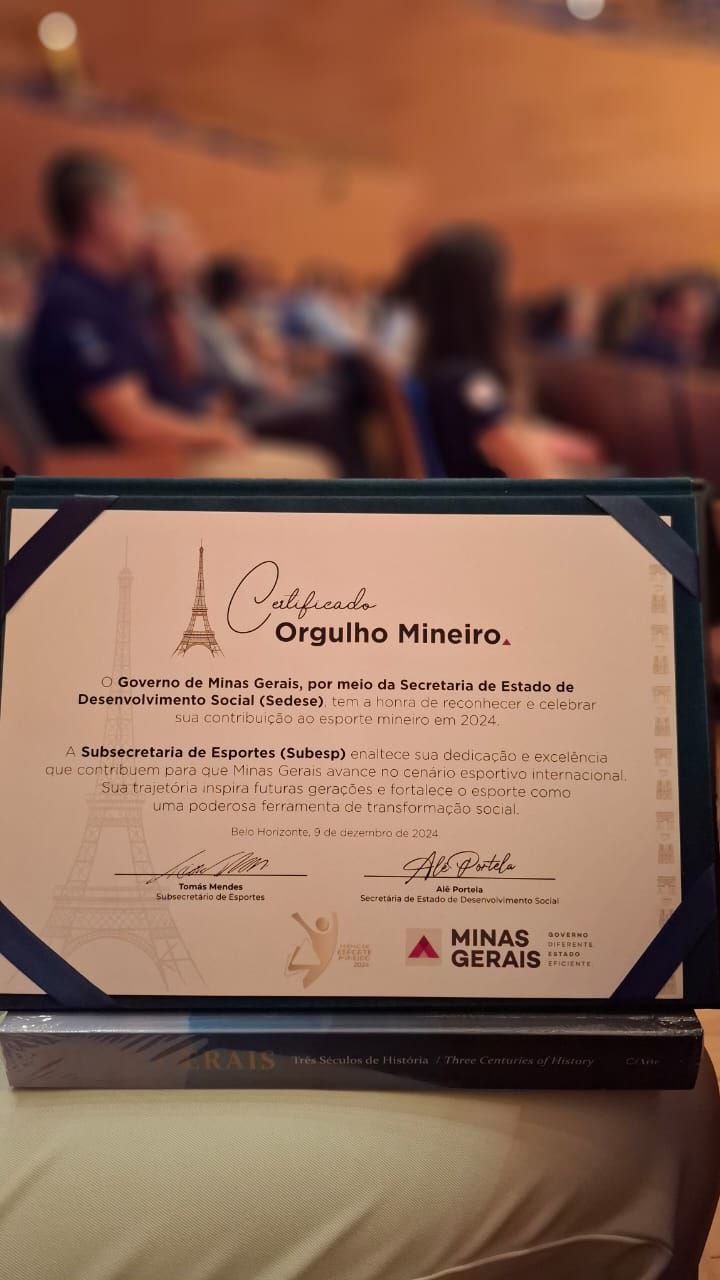 Certificado
Orgulho Mineiro
O Governo de Minas Gerais, por meio da Secretaria de Estado de
Desenvolvimento Social (Sedese), tem a honra de reconhecer e celebrar
sua contribuição ao esporte mineiro em 2024.
A Subsecretaria de Esportes (Subesp) enaltece sua dedicação e excelência
que contribuem para que Minas Gerais avance no cenário esportivo internacional.
Sua trajetória inspira futuras gerações e fortalece o esporte como
uma poderosa ferramenta de transformação social.
Belo Horizonte, 9 de dezembro de 2024.
Alê Portela
Tomás Mendes
Subsecretário de Esportes
Alê Portela
Secretária de Estado de Desenvolvimento Social
ESPORTE
MINEIRO
2024
MINAS
GERAIS
GOVERNO
DIFERENTE.
ESTADO
EFICIENTE.
ERAIS Três Séculos de História / Three Centuries of History C/Arte